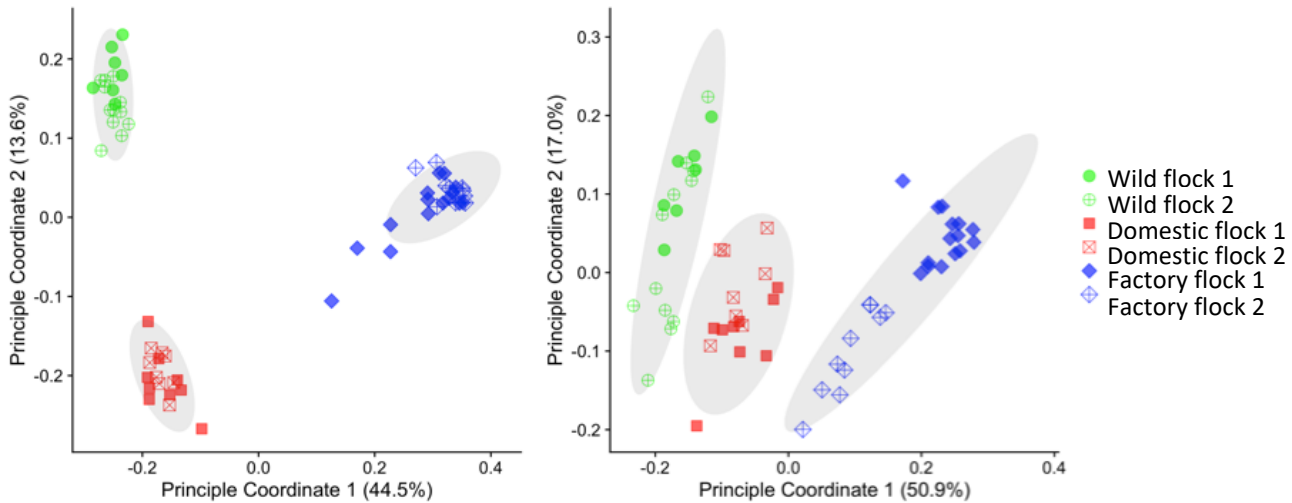 0.2
0.1
0.0
-0.1
-0.2
Principle Coordinate 2 (13.6%)
-0.2
0.0
0.2
0.4
Principle Coordinate 1 (44.5%)
0.3
0.2
0.1
0.0
-0.1
-0.2
Principle Coordinate 2 (17.0%)
-0.2
0.0
0.2
0.4
Principle Coordinate 1 (50.9%)
Wild flock 1
Wild flock 2
Domestic flock 1
Domestic flock 2
Factory flock 1
Factory flock 2